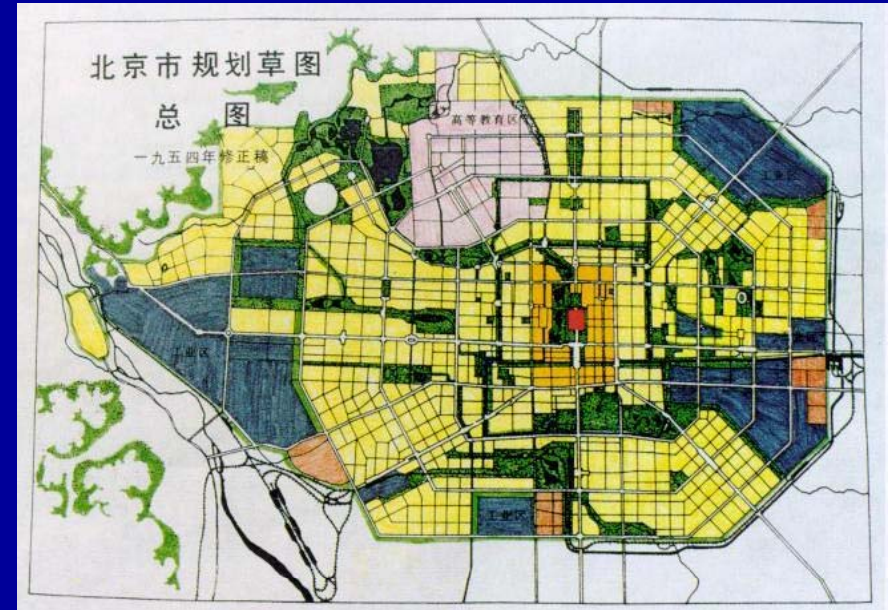 北京市规划草图
总图
一九五四年修正稿
高等教育区
工业区
工业区
工业区